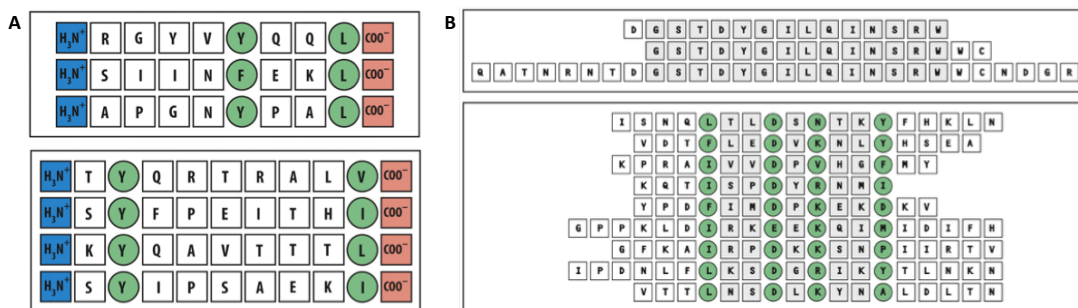 A
H₃N⁺ R G Y V Y Q Q L COO⁻
H₃N⁺ S I I N F E K L COO⁻
H₃N⁺ A P G N Y P A L COO⁻
H₃N⁺ T Y Q R T R A L V COO⁻
H₃N⁺ S Y F P E I T H I COO⁻
H₃N⁺ K Y Q A V T T T L COO⁻
H₃N⁺ S Y I P S A E K I COO⁻
B
D G S T D Y G I L Q I N S R W
G S T D Y G I L Q I N S R W W C
Q A T N R N T D G S T D Y G I L Q I N S R W W C N D G R
I S N Q L T L D S N T K Y F H K L N
V D T F L E D V K N L Y H S E A
K P R A I V V D P V H G F M Y
K Q T I S P D Y R N M I
Y P D F I M D P K E K D K V
G P P K L D I R K E E K Q I M I D I F H
G F K A I R P D K K S N P I I R T V
I P D N L F L K S D G R I K Y T L N K N
V T T L N S D L K Y N A L D L T N